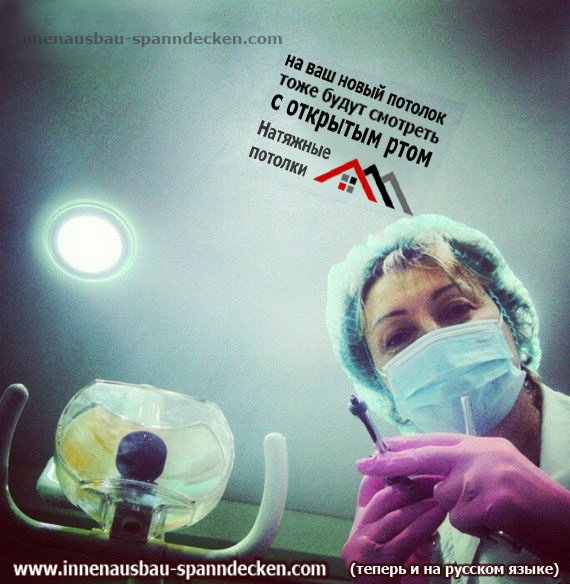 innenausbau-spanndecken.com
на ваш новый потолок
тоже будут смотреть
с открытым ртом
Натяжные
потолки
www.innenausbau-spanndecken.com
(теперь и на русском языке)